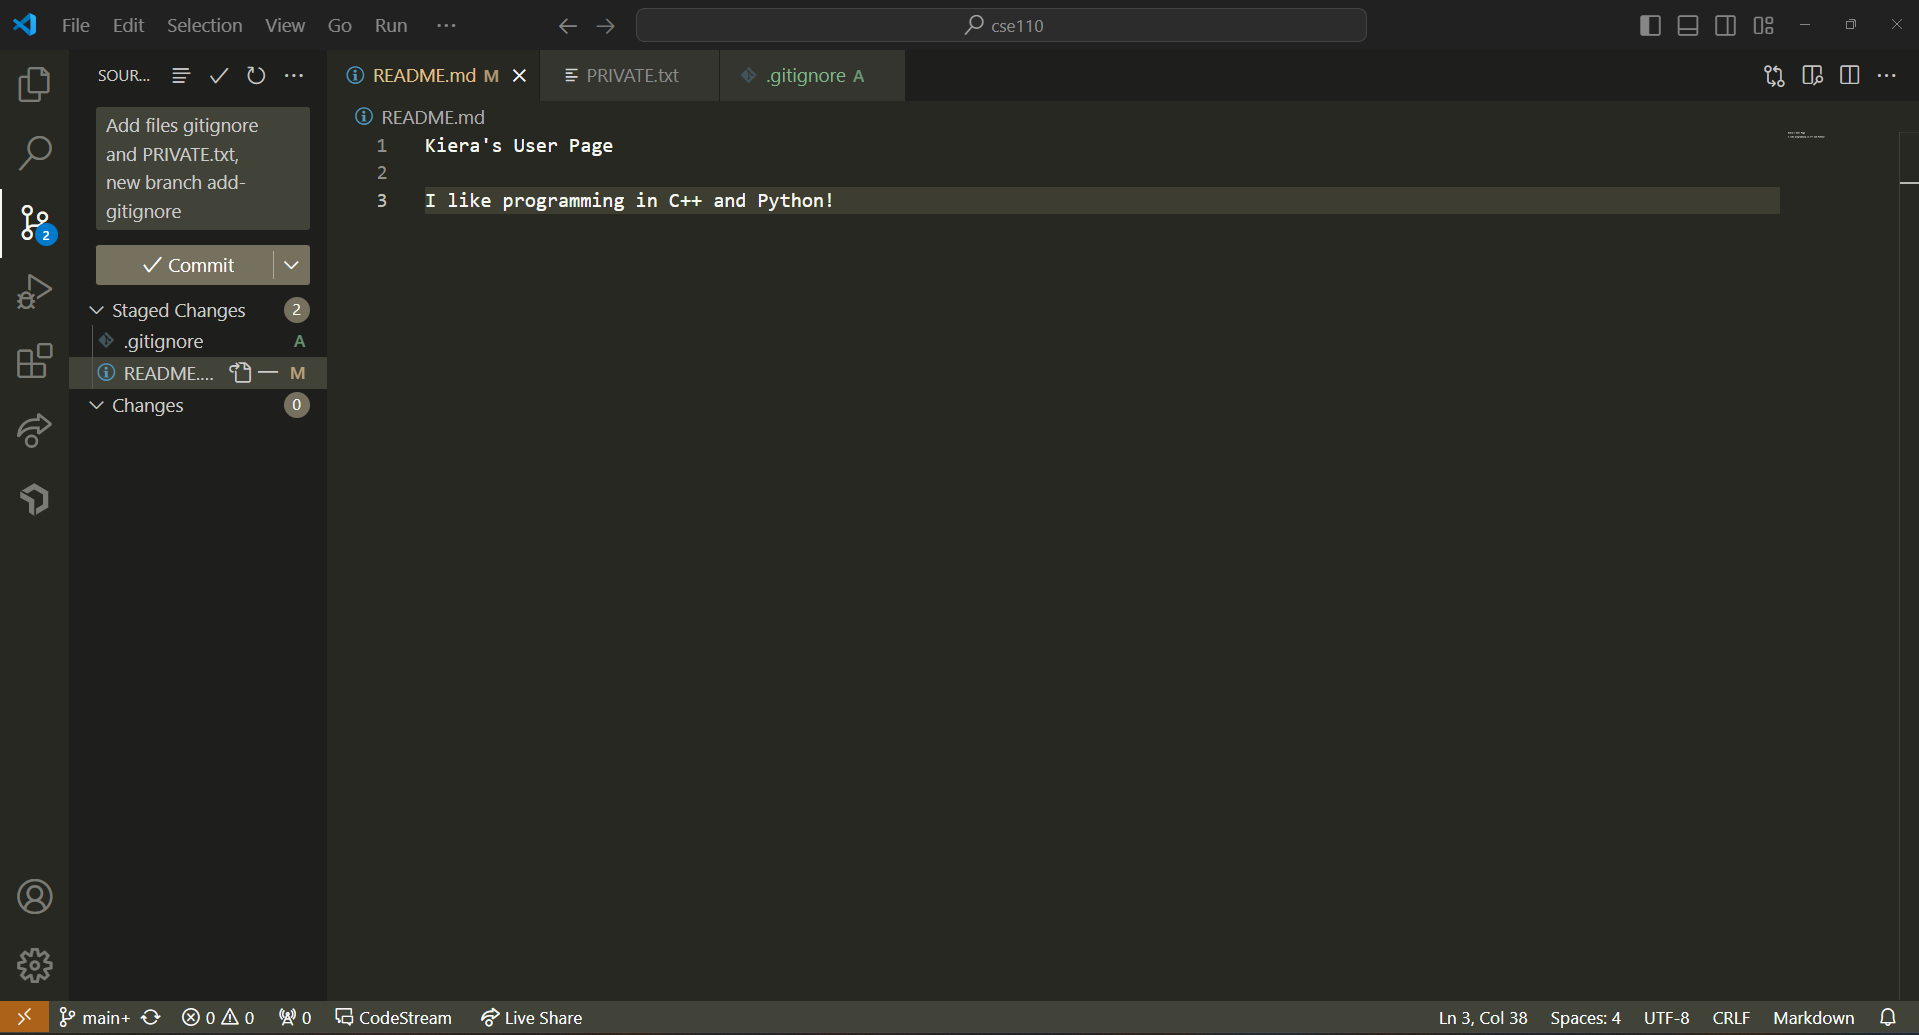 File Edit Selection View Go Run ··· cse110
SOUR... ···
README.md M PRIVATE.txt .gitignore A ···
Add files gitignore
and PRIVATE.txt,
new branch add-
gitignore
Commit
Staged Changes 2
.gitignore A
README.... M
Changes 0
README.md
1 Kiera's User Page
2
3 I like programming in C++ and Python!
2
main+ 0 0 0 CodeStream Live Share Ln 3, Col 38 Spaces: 4 UTF-8 CRLF Markdown